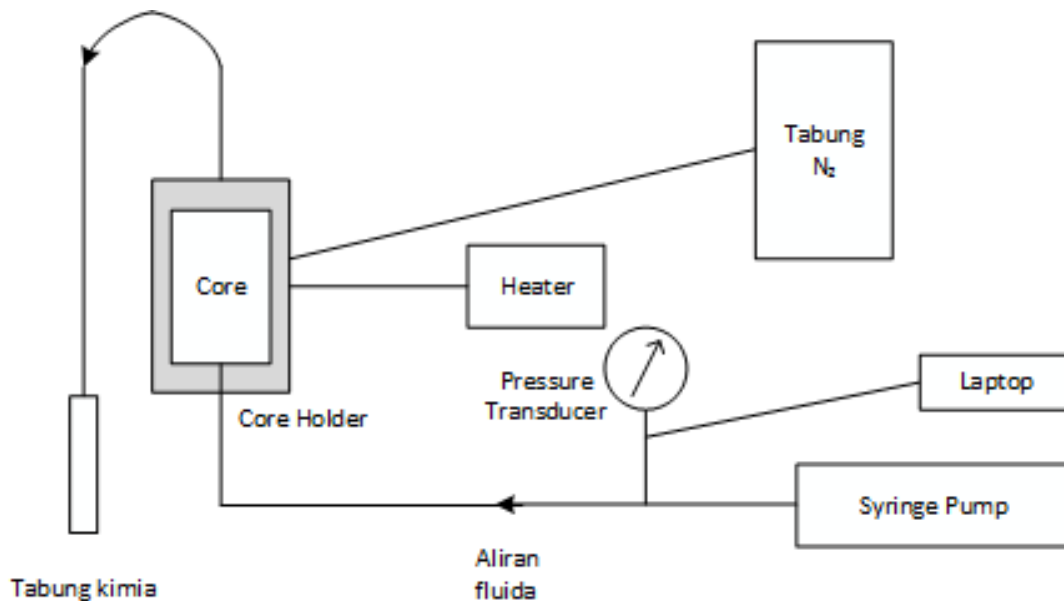 Tabung
N₂
Core
Heater
Pressure
Transducer
Laptop
Core Holder
Syringe Pump
Aliran
fluida
Tabung kimia